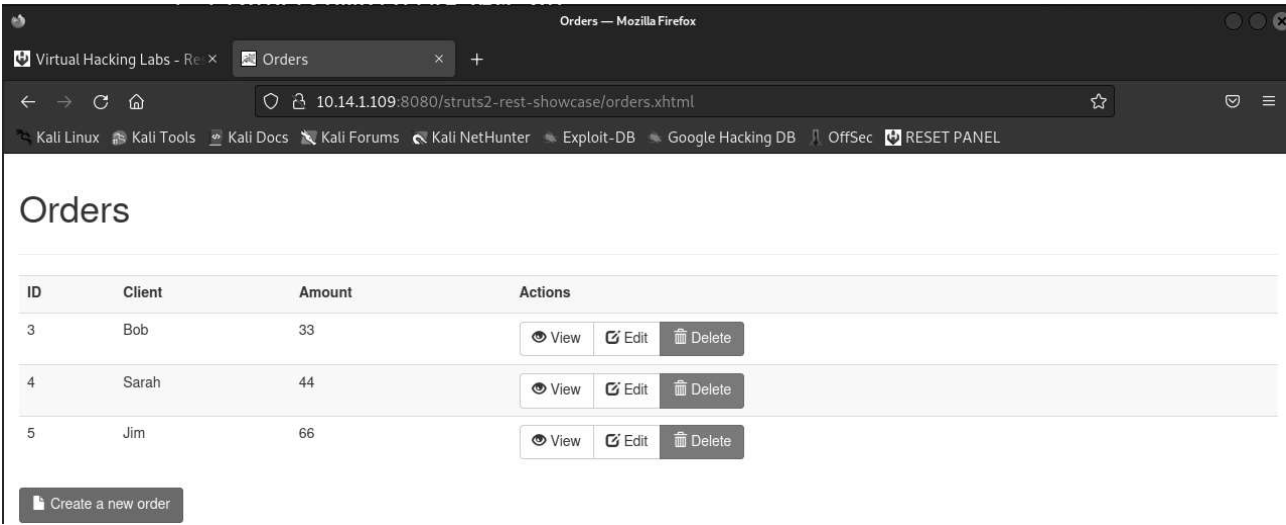 Orders — Mozilla Firefox
Virtual Hacking Labs - Re
Orders
10.14.1.109:8080/struts2-rest-showcase/orders.xhtml
Kali Linux Kali Tools Kali Docs Kali Forums Kali NetHunter Exploit-DB Google Hacking DB OffSec RESET PANEL
Orders
ID Client Amount Actions
3 Bob 33 View Edit Delete
4 Sarah 44 View Edit Delete
5 Jim 66 View Edit Delete
Create a new order